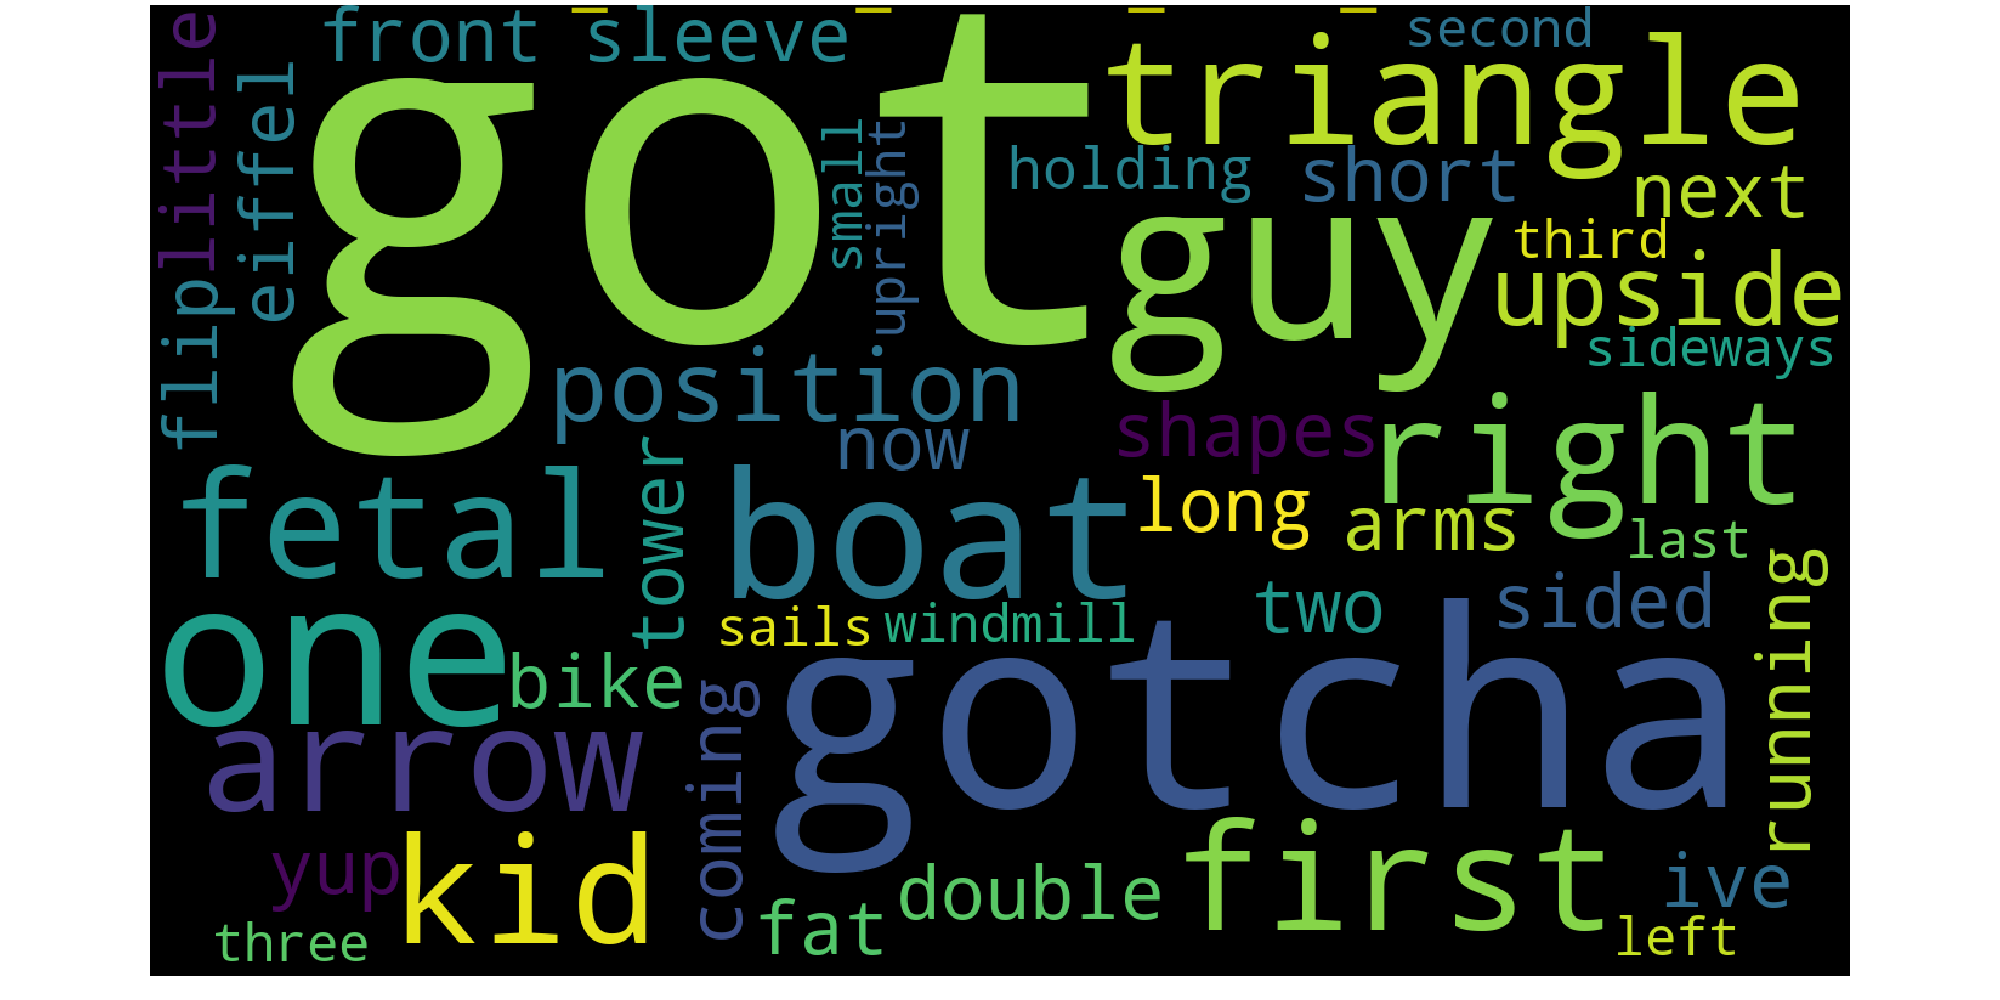 front sleeve
second
got
triangle
little
eiffel
small
upright
holding
short
next
guy
third
upside
sideways
flip
position
now
shapes
right
fetal
tower
boat
long
arms
last
one
sails
windmill
two
sided
running
bike
gotcha
arrow
coming
kid
yup
three
fat
double
first
ive
left